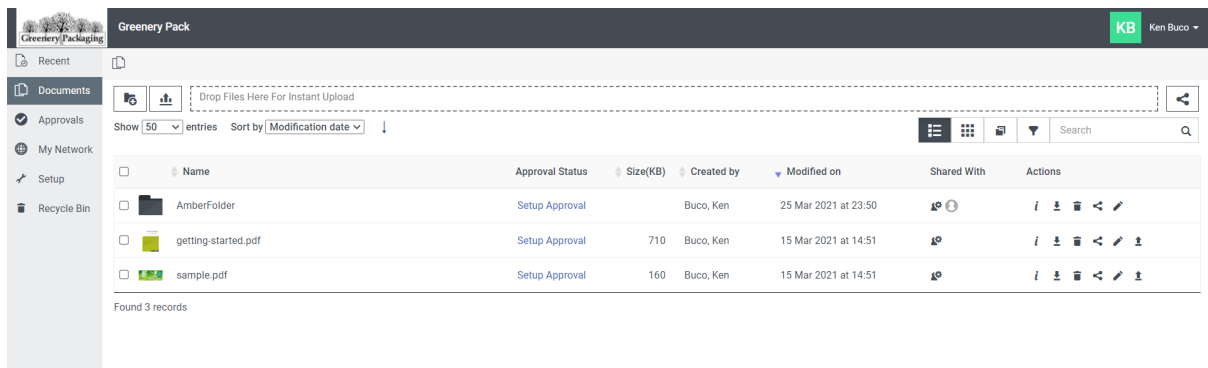 Greenery Packaging
Greenery Pack
KB
Ken Buco
Recent
Documents
Approvals
My Network
Setup
Recycle Bin
Drop Files Here For Instant Upload
Show 50 entries Sort by Modification date
Search
Name Approval Status Size(KB) Created by Modified on Shared With Actions
AmberFolder Setup Approval Buco, Ken 25 Mar 2021 at 23:50
getting-started.pdf Setup Approval 710 Buco, Ken 15 Mar 2021 at 14:51
sample.pdf Setup Approval 160 Buco, Ken 15 Mar 2021 at 14:51
Found 3 records